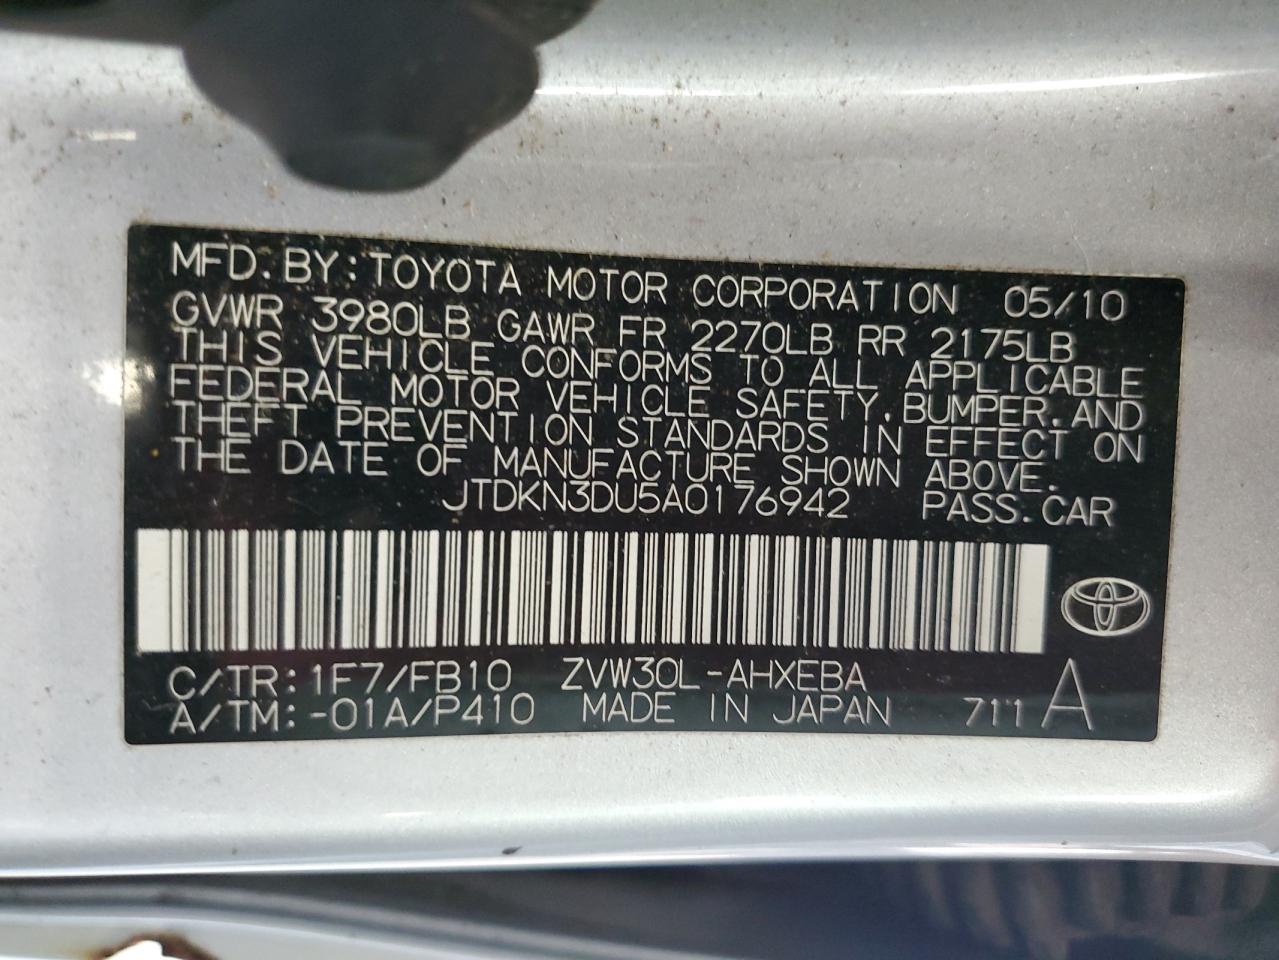 MFD. BY: TOYOTA MOTOR CORPORATION 05/10
GVWR 3980LB GAWR FR 2270LB RR 2175LB
THIS VEHICLE CONFORMS TO ALL APPLICABLE
FEDERAL MOTOR VEHICLE SAFETY, BUMPER, AND
THEFT PREVENTION STANDARDS IN EFFECT ON
THE DATE OF MANUFACTURE SHOWN ABOVE.
JTDKN3DU5A0176942 PASS. CAR
C/TR: 1F7/FB10 ZVW30L-AHXEBA
A/TM: -01A/P410 MADE IN JAPAN 711 A